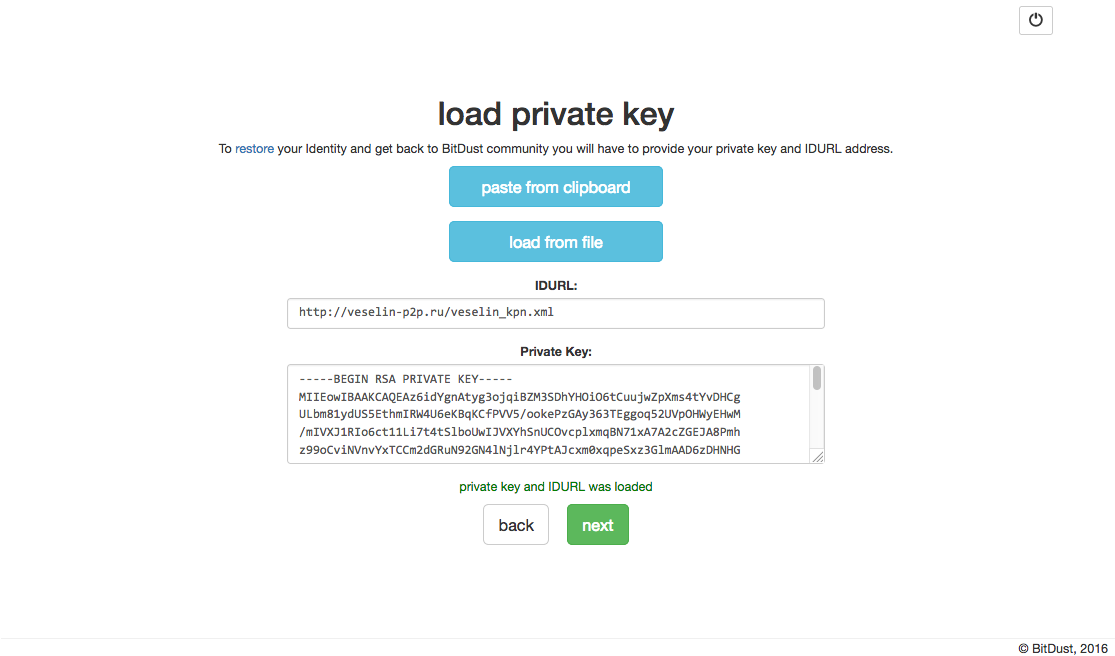 load private key
To restore your Identity and get back to BitDust community you will have to provide your private key and IDURL address.
paste from clipboard
load from file
IDURL:
http://veselin-p2p.ru/veselin_kpn.xml
Private Key:
-----BEGIN RSA PRIVATE KEY-----
MIIEowIBAAKCAQEAz6idYgnAtyg3ojqiBZM3SDhYHOiO6tCuujwZpXms4tYvDHCg
ULbm81ydUS5EthmIRW4U6eKBqKCfPVV5/ookePzGAy363TEggoq52UVpOHWyEHwM
/mIVXJ1RIo6ct11Li7t4tSlboUwIJVXYhSnUCOvcplxmqBN71xA7A2cZGEJA8Pmh
z99oCviNVnvYxTCCm2dGRuN92GN4lNjlr4YPtAJcxm0xqpeSxz3GlmAAD6zDHNHG
private key and IDURL was loaded
back next
© BitDust, 2016